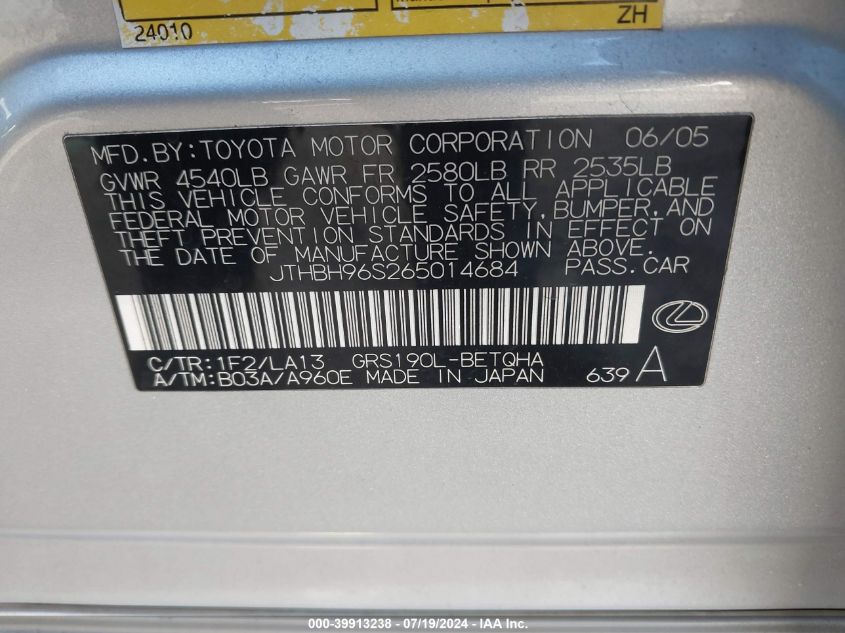 24010
ZH
MFD.BY:TOYOTA MOTOR CORPORATION 06/05
GVWR 4540LB GAWR FR 2580LB RR 2535LB
THIS VEHICLE CONFORMS TO ALL APPLICABLE
FEDERAL MOTOR VEHICLE SAFETY, BUMPER, AND
THEFT PREVENTION STANDARDS IN EFFECT ON
THE DATE OF MANUFACTURE SHOWN ABOVE.
JTHBH96S265014684 PASS.CAR
C/TR:1F2/LA13 GRS190L-BETQHA
A/TM:B03A/A960E MADE IN JAPAN 639 A
000-39913238 - 07/19/2024 - IAA Inc.